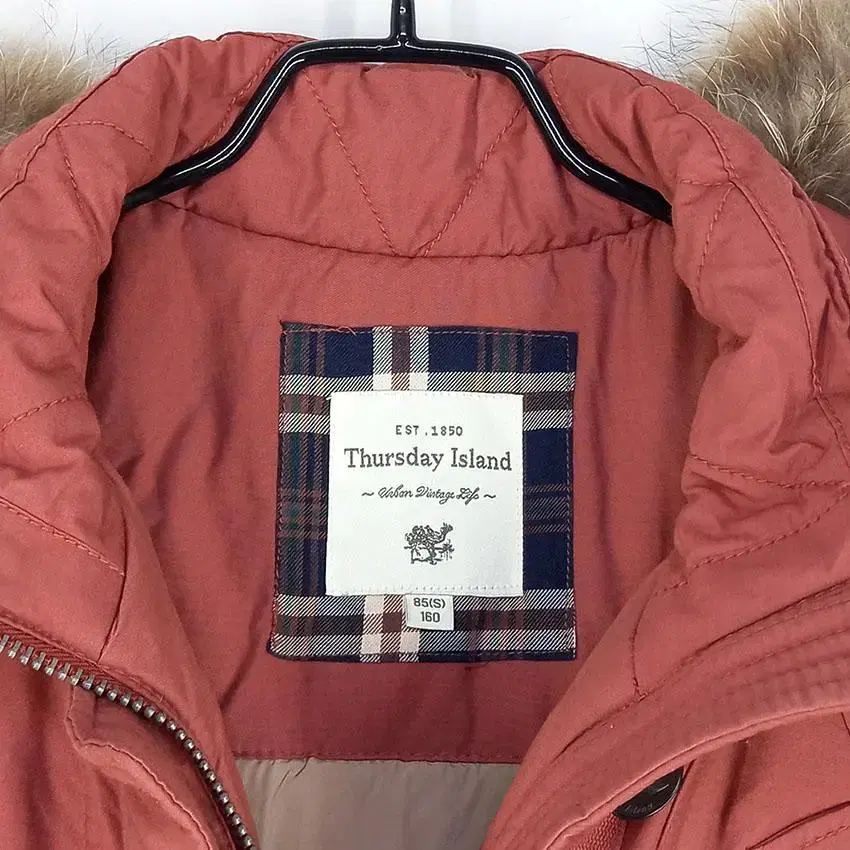 EST. 1850
Thursday Island
~ Urban Vintage Life ~
85(S)
160